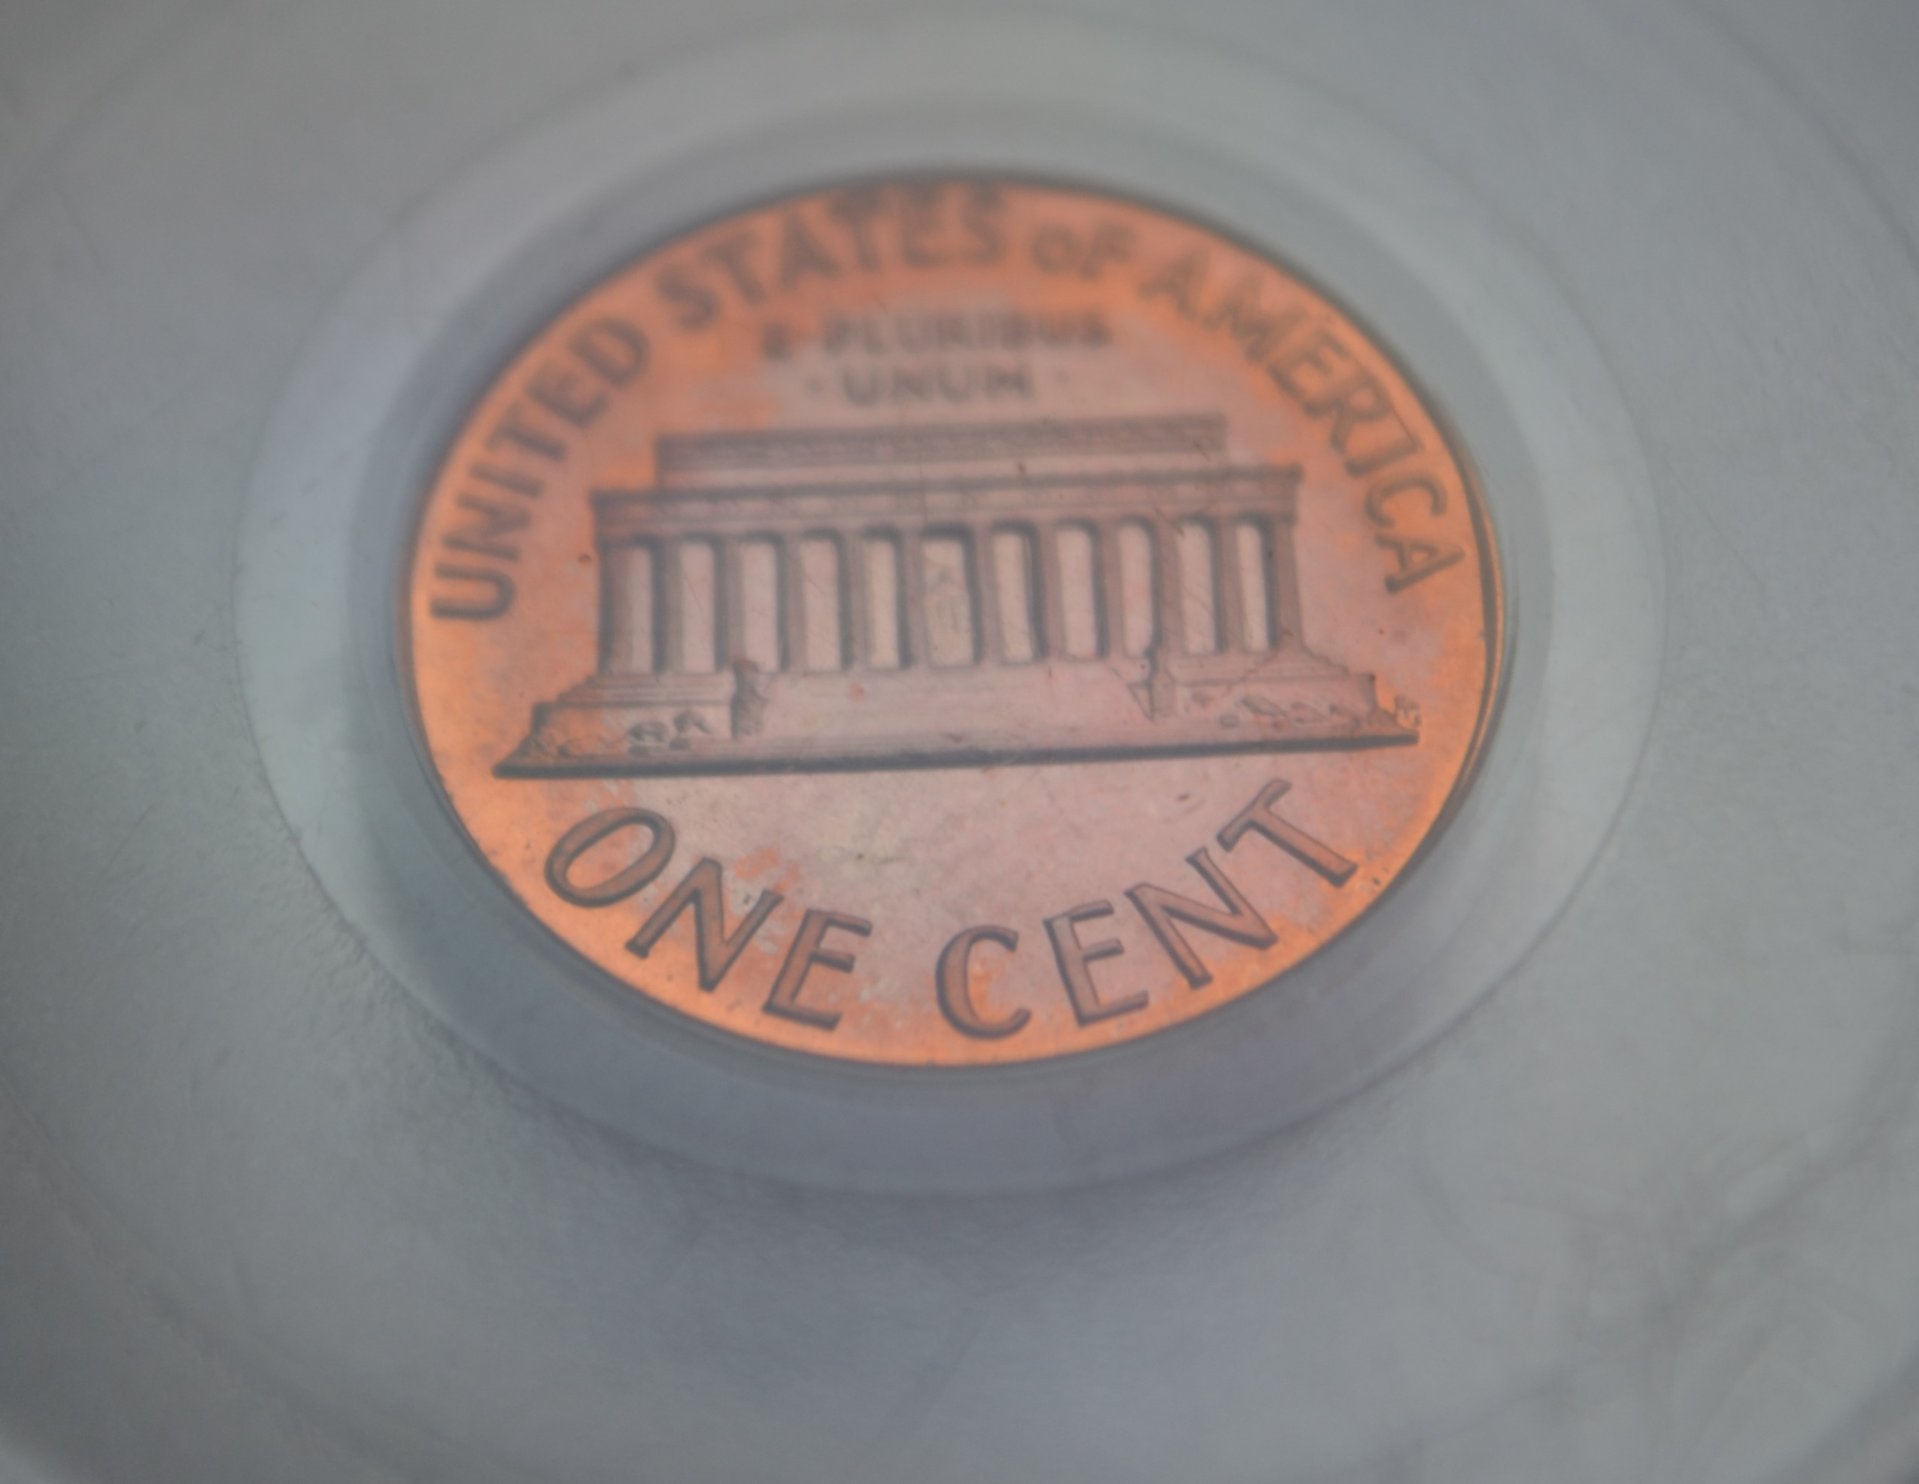 UNITED STATES OF AMERICA
E·PLURIBUS
·UNUM·
ONE CENT